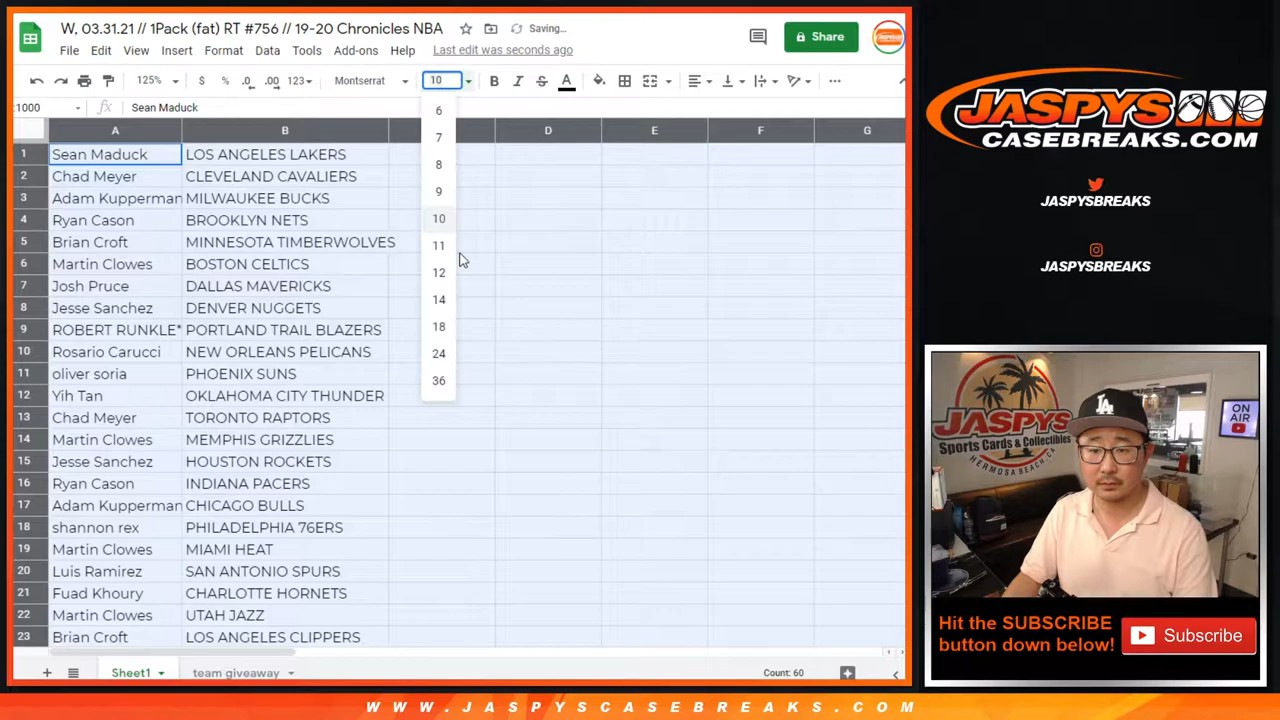 W, 03.31.21 // 1Pack (fat) RT #756 // 19-20 Chronicles NBA
Saving...
File Edit View Insert Format Data Tools Add-ons Help Last edit was seconds ago
Share
125% $ % .0 .00 123 Montserrat 10 B I S A
:1000 fx Sean Maduck
A B D E F G
1 Sean Maduck LOS ANGELES LAKERS
2 Chad Meyer CLEVELAND CAVALIERS
3 Adam Kupperman MILWAUKEE BUCKS
4 Ryan Cason BROOKLYN NETS
5 Brian Croft MINNESOTA TIMBERWOLVES
6 Martin Clowes BOSTON CELTICS
7 Josh Pruce DALLAS MAVERICKS
8 Jesse Sanchez DENVER NUGGETS
9 ROBERT RUNKLE* PORTLAND TRAIL BLAZERS
10 Rosario Carucci NEW ORLEANS PELICANS
11 oliver soria PHOENIX SUNS
12 Yih Tan OKLAHOMA CITY THUNDER
13 Chad Meyer TORONTO RAPTORS
14 Martin Clowes MEMPHIS GRIZZLIES
15 Jesse Sanchez HOUSTON ROCKETS
16 Ryan Cason INDIANA PACERS
17 Adam Kupperman CHICAGO BULLS
18 shannon rex PHILADELPHIA 76ERS
19 Martin Clowes MIAMI HEAT
20 Luis Ramirez SAN ANTONIO SPURS
21 Fuad Khoury CHARLOTTE HORNETS
22 Martin Clowes UTAH JAZZ
23 Brian Croft LOS ANGELES CLIPPERS
6
7
8
9
10
11
12
14
18
24
36
Sheet1 team giveaway Count: 60
JASPYS
CASEBREAKS.COM
JASPYSBREAKS
JASPYSBREAKS
JASPYS
Sports Cards & Collectibles
HERMOSA BEACH, CA
LA
ON
AIR
Hit the SUBSCRIBE
button down below!
Subscribe
WWW.JASPYSCASEBREAKS.COM